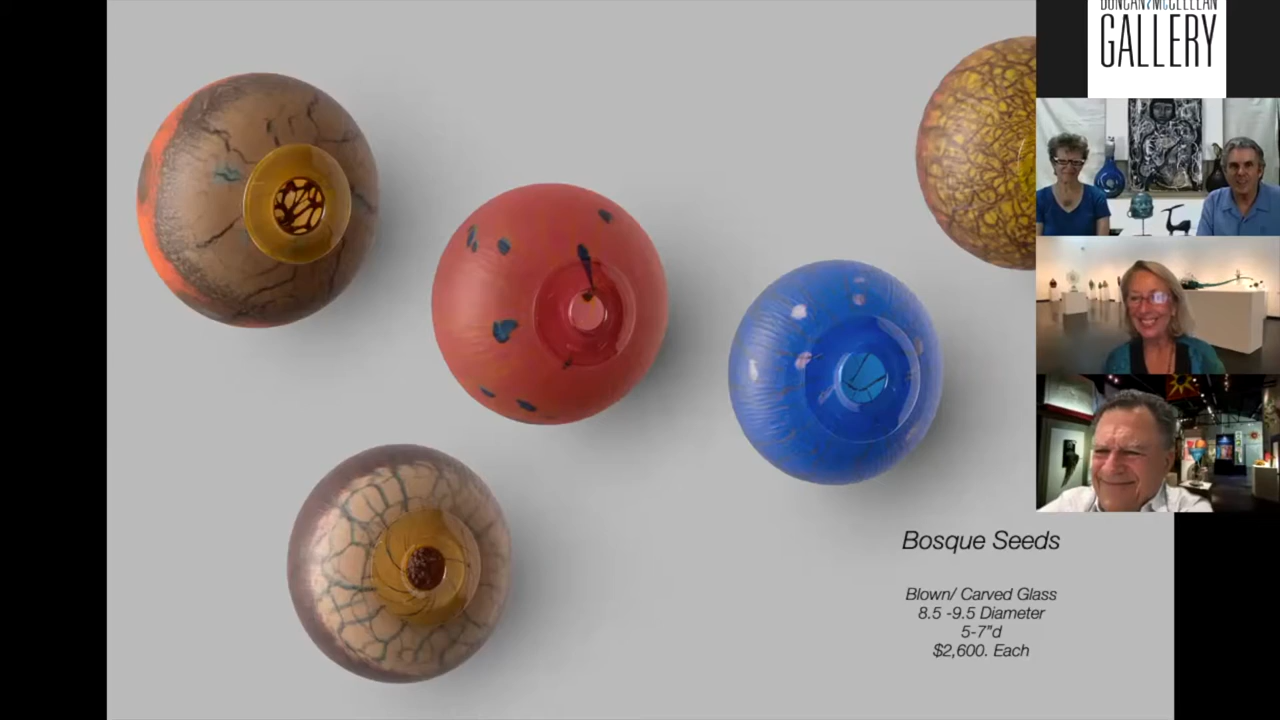 DUNCAN McCLELLAN
GALLERY
Bosque Seeds
Blown/ Carved Glass
8.5 -9.5 Diameter
5-7"d
$2,600. Each